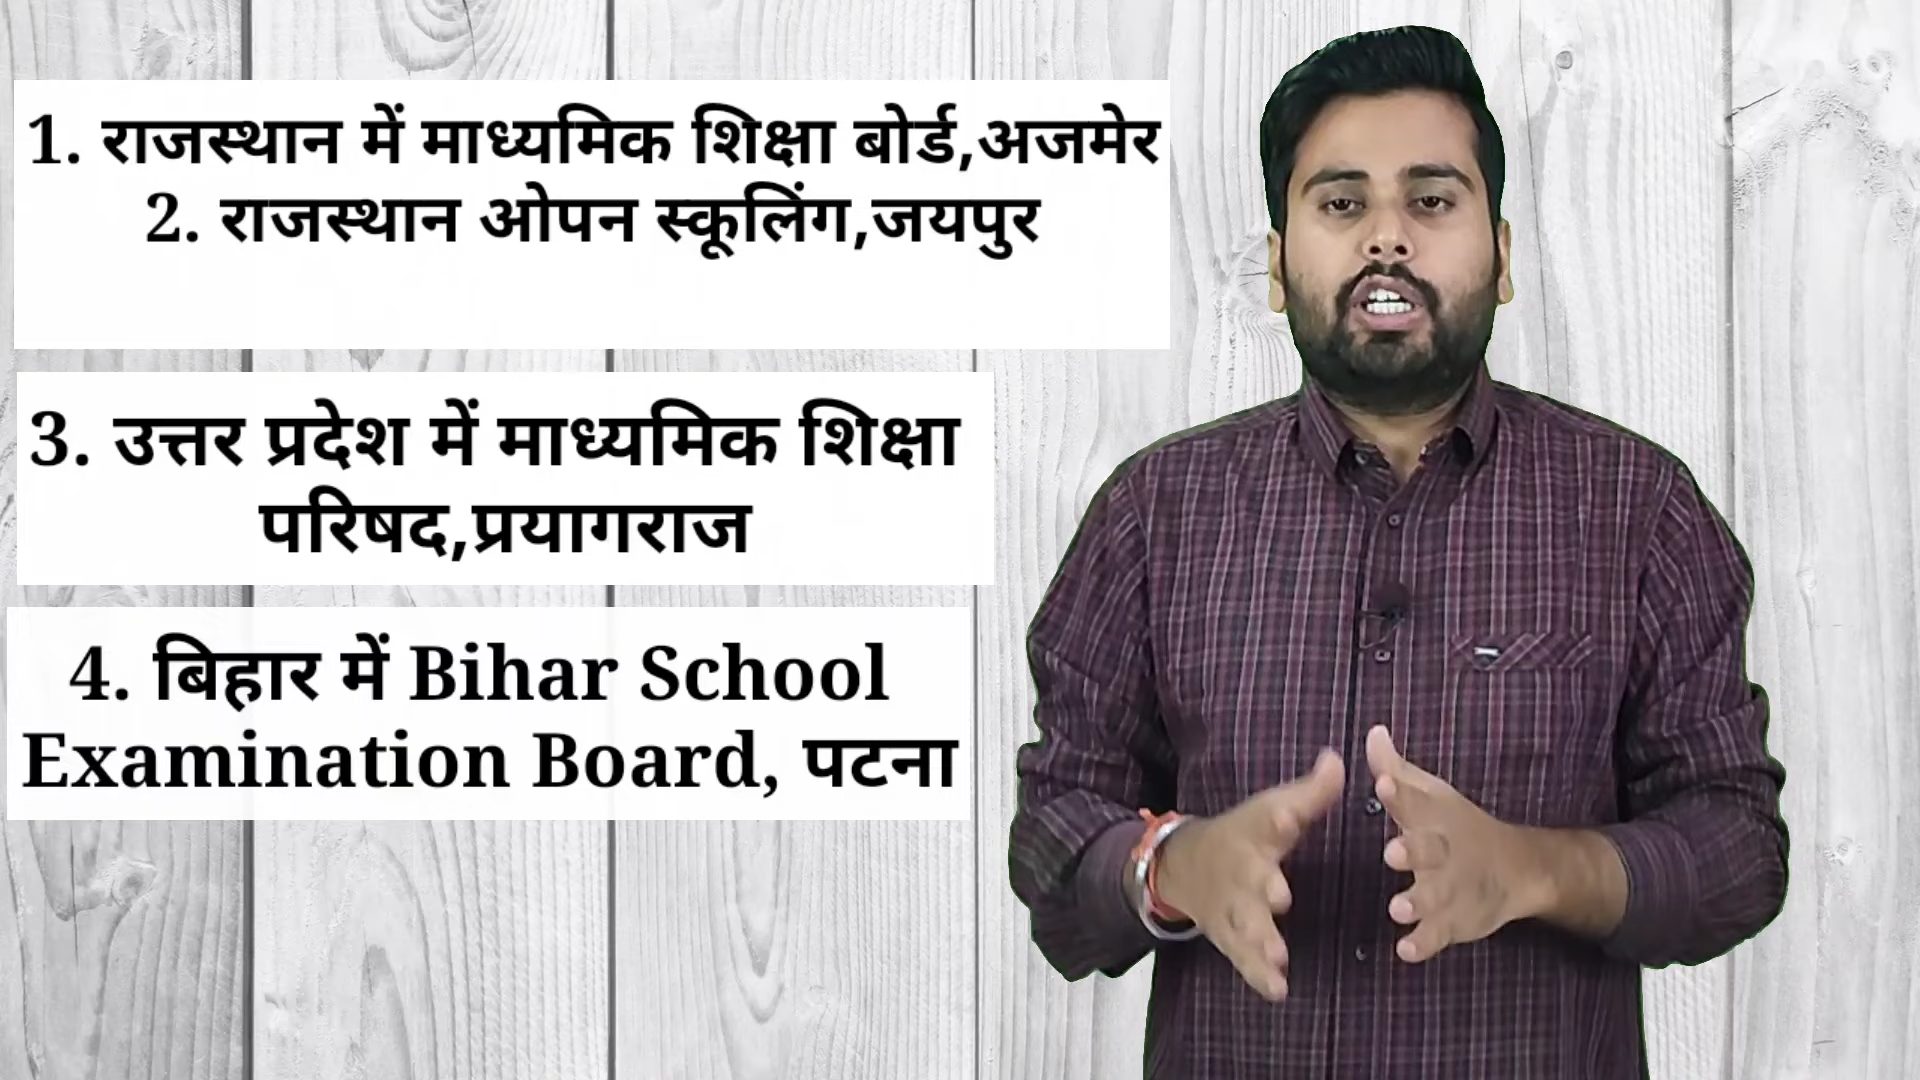 1. राजस्थान में माध्यमिक शिक्षा बोर्ड,अजमेर
2. राजस्थान ओपन स्कूलिंग,जयपुर
3. उत्तर प्रदेश में माध्यमिक शिक्षा
परिषद,प्रयागराज
4. बिहार में Bihar School
Examination Board, पटना